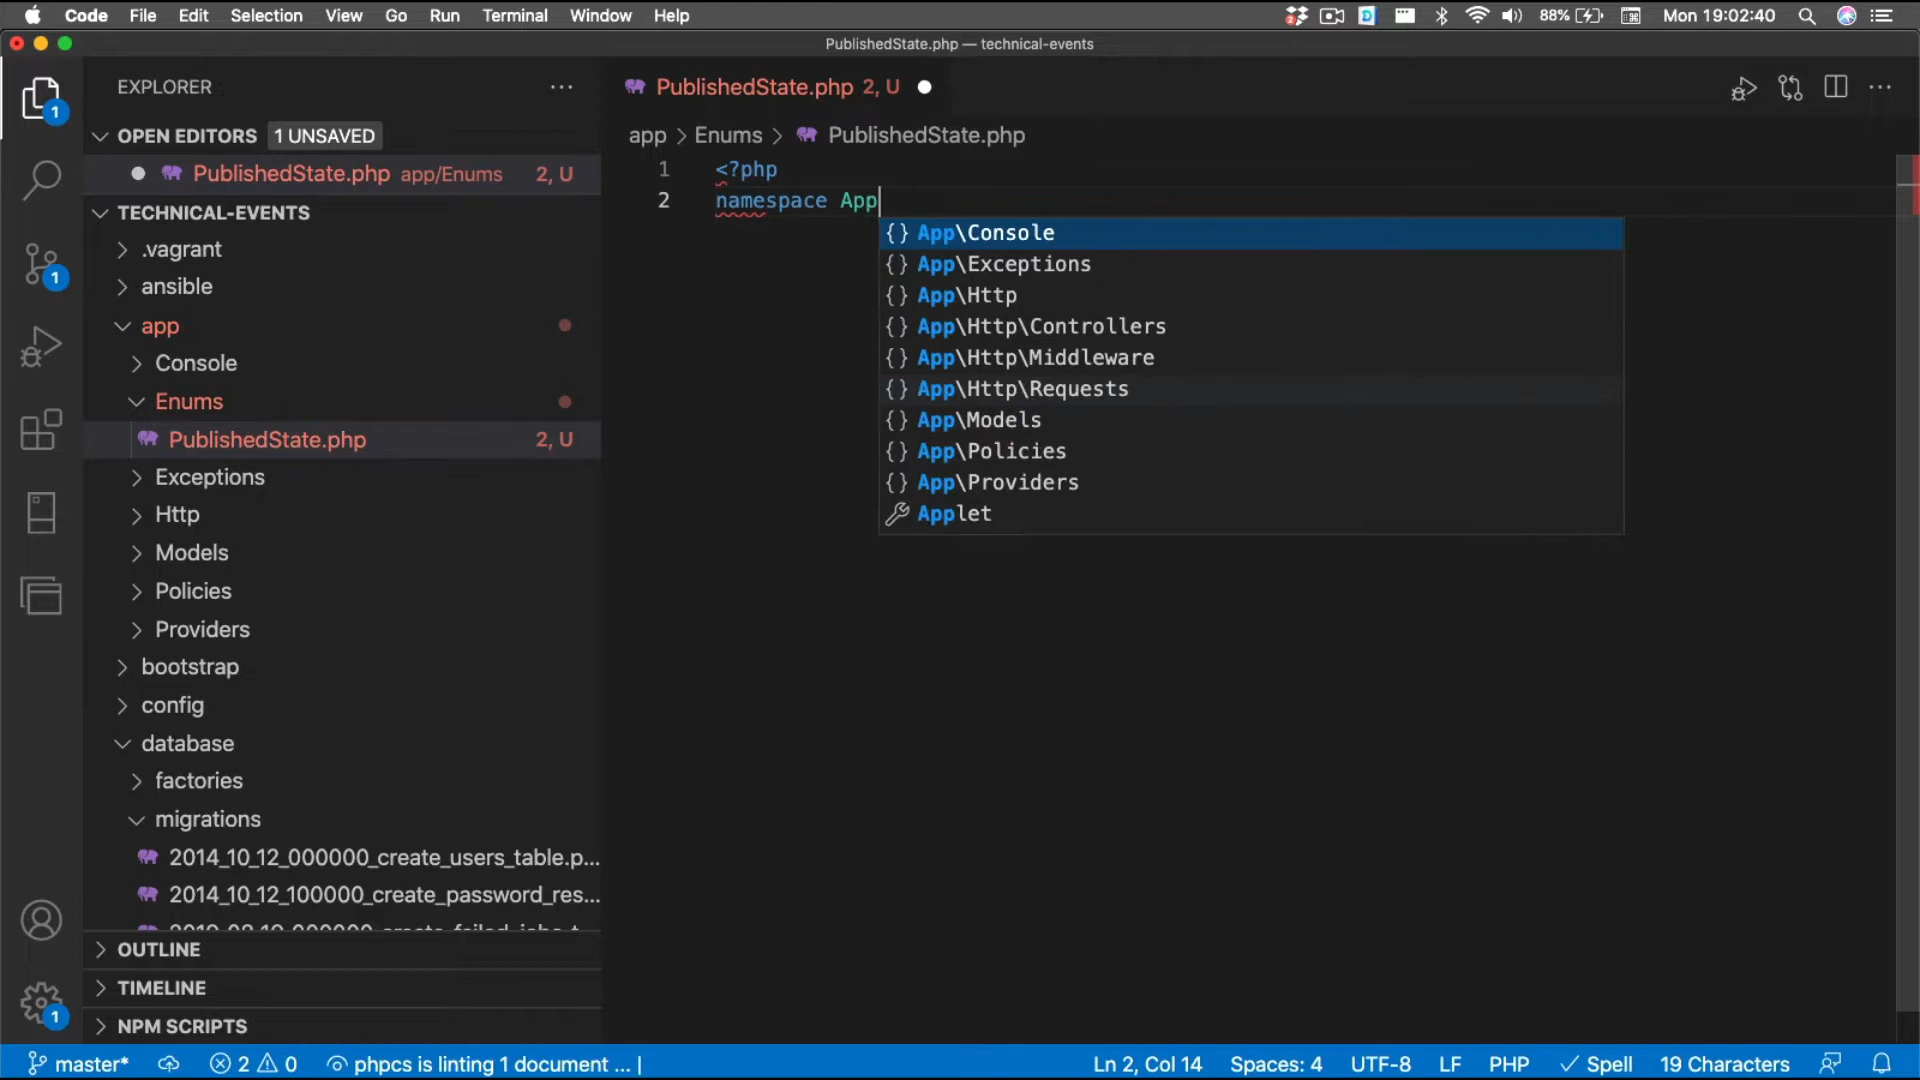 Code File Edit Selection View Go Run Terminal Window Help 88% Mon 19:02:40
PublishedState.php — technical-events
EXPLORER
1
OPEN EDITORS 1 UNSAVED
PublishedState.php app/Enums 2, U
TECHNICAL-EVENTS
.vagrant
1
ansible
app
Console
Enums
PublishedState.php 2, U
Exceptions
Http
Models
Policies
Providers
bootstrap
config
database
factories
migrations
2014_10_12_000000_create_users_table.p...
2014_10_12_100000_create_password_res...
OUTLINE
TIMELINE
1
NPM SCRIPTS
PublishedState.php 2, U
app > Enums > PublishedState.php
1 <?php
2 namespace App
{} App\Console
{} App\Exceptions
{} App\Http
{} App\Http\Controllers
{} App\Http\Middleware
{} App\Http\Requests
{} App\Models
{} App\Policies
{} App\Providers
Applet
master* 2 0 phpcs is linting 1 document ... | Ln 2, Col 14 Spaces: 4 UTF-8 LF PHP Spell 19 Characters